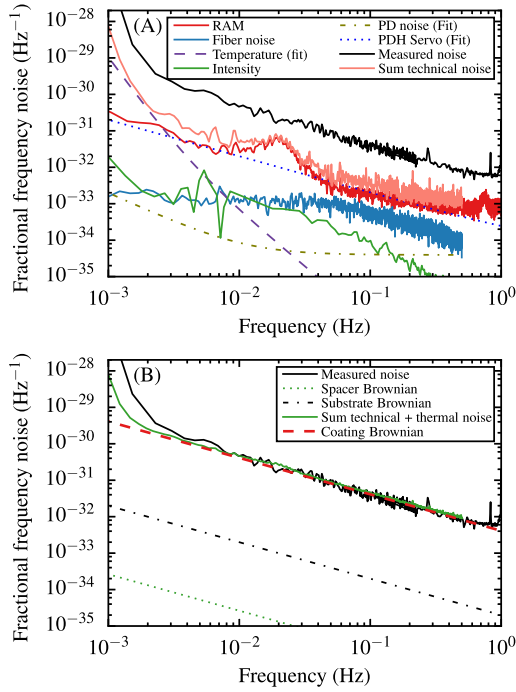 (A)
RAM
Fiber noise
Temperature (fit)
Intensity
PD noise (Fit)
PDH Servo (Fit)
Measured noise
Sum technical noise
Fractional frequency noise (Hz⁻¹)
10⁻²⁸
10⁻²⁹
10⁻³⁰
10⁻³¹
10⁻³²
10⁻³³
10⁻³⁴
10⁻³⁵
10⁻³ 10⁻² 10⁻¹ 10⁰
Frequency (Hz)
(B)
Measured noise
Spacer Brownian
Substrate Brownian
Sum technical + thermal noise
Coating Brownian
Fractional frequency noise (Hz⁻¹)
10⁻²⁸
10⁻²⁹
10⁻³⁰
10⁻³¹
10⁻³²
10⁻³³
10⁻³⁴
10⁻³⁵
10⁻³ 10⁻² 10⁻¹ 10⁰
Frequency (Hz)